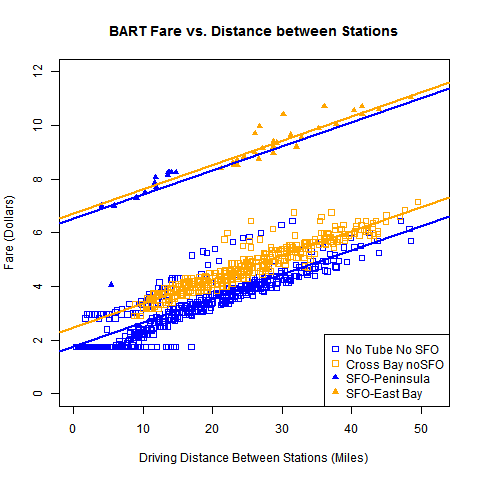 BART Fare vs. Distance between Stations
Fare (Dollars)
12
10
8
6
4
2
0
No Tube No SFO
Cross Bay noSFO
SFO-Peninsula
SFO-East Bay
0 10 20 30 40 50
Driving Distance Between Stations (Miles)